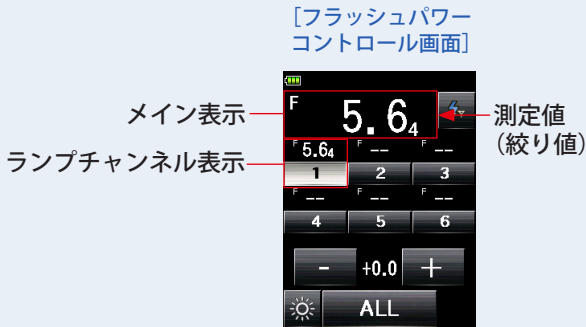 ［フラッシュパワー
コントロール画面］
メイン表示
F 5.6₄
測定値
（絞り値）
ランプチャンネル表示
F 5.6₄ F -- F --
1 2 3
F -- F -- F --
4 5 6
- +0.0 +
ALL